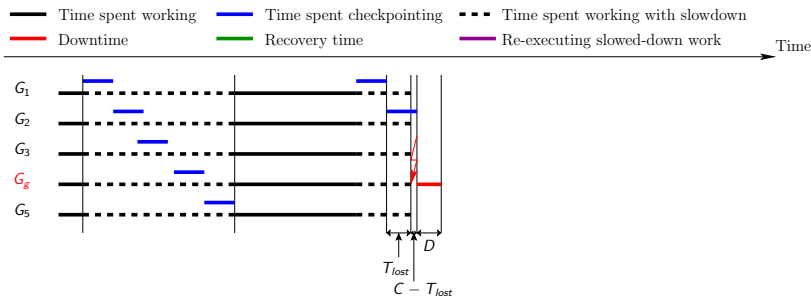 Time spent working Time spent checkpointing Time spent working with slowdown
Downtime Recovery time Re-executing slowed-down work
Time
G1
G2
G3
Gg
G5
D
Tlost
C − Tlost